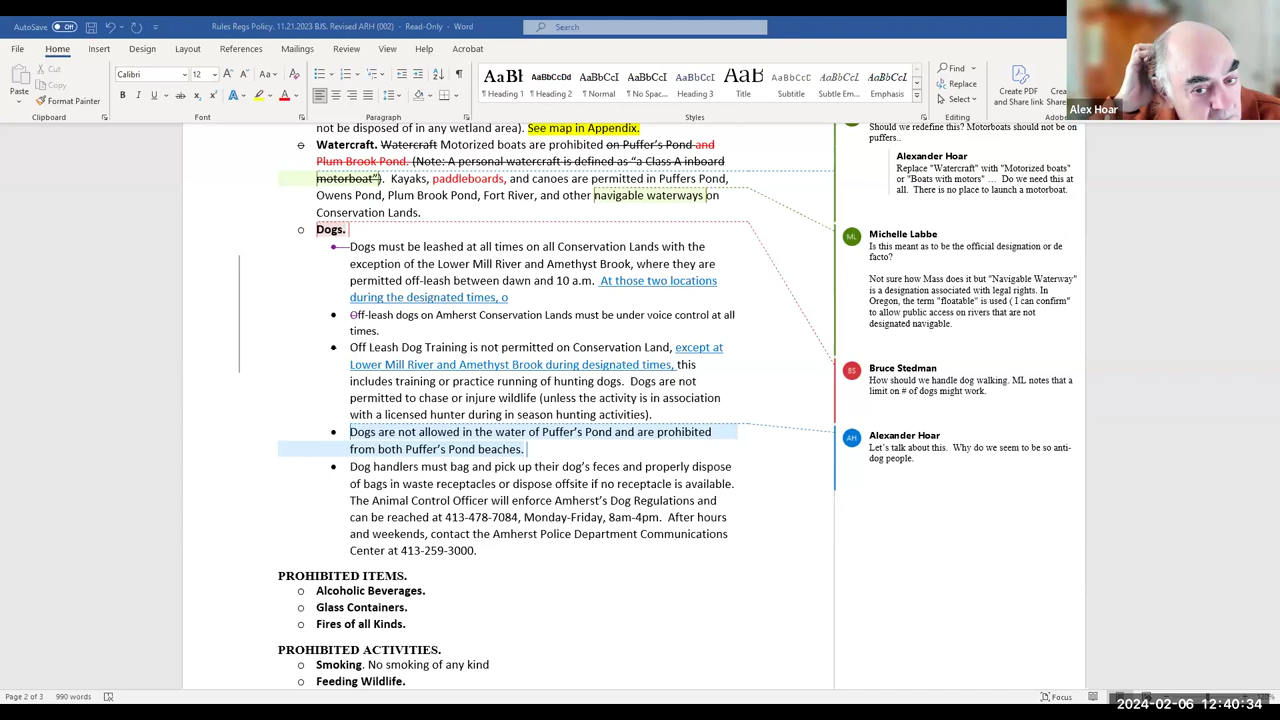 AutoSave Off Rules Regs Policy. 11.21.2023 BJS. Revised ARH (002) - Read-Only - Word Search
File Home Insert Design Layout References Mailings Review View Help Acrobat
Paste Cut Copy Format Painter
Calibri 12
Heading 1 Heading 2 Normal No Spac... Heading 3 Title Subtitle Subtle Em... Emphasis
Find Replace Select
Create PDF and Share link
Clipboard Font Paragraph Styles Editing
Alex Hoar
not be disposed of in any wetland area). See map in Appendix.
Watercraft. Watercraft Motorized boats are prohibited on Puffer's Pond and
Plum Brook Pond. (Note: A personal watercraft is defined as "a Class A inboard
motorboat"). Kayaks, paddleboards, and canoes are permitted in Puffers Pond,
Owens Pond, Plum Brook Pond, Fort River, and other navigable waterways on
Conservation Lands.
Dogs.
Dogs must be leashed at all times on all Conservation Lands with the
exception of the Lower Mill River and Amethyst Brook, where they are
permitted off-leash between dawn and 10 a.m. At those two locations
during the designated times, o
Off-leash dogs on Amherst Conservation Lands must be under voice control at all
times.
Off Leash Dog Training is not permitted on Conservation Land, except at
Lower Mill River and Amethyst Brook during designated times, this
includes training or practice running of hunting dogs. Dogs are not
permitted to chase or injure wildlife (unless the activity is in association
with a licensed hunter during in season hunting activities).
Dogs are not allowed in the water of Puffer's Pond and are prohibited
from both Puffer's Pond beaches.
Dog handlers must bag and pick up their dog's feces and properly dispose
of bags in waste receptacles or dispose offsite if no receptacle is available.
The Animal Control Officer will enforce Amherst's Dog Regulations and
can be reached at 413-478-7084, Monday-Friday, 8am-4pm. After hours
and weekends, contact the Amherst Police Department Communications
Center at 413-259-3000.
PROHIBITED ITEMS.
Alcoholic Beverages.
Glass Containers.
Fires of all Kinds.
PROHIBITED ACTIVITIES.
Smoking. No smoking of any kind
Feeding Wildlife.
Should we redefine this? Motorboats should not be on
puffers..
Alexander Hoar
Replace "Watercraft" with "Motorized boats"
or "Boats with motors" ... Do we need this at
all. There is no place to launch a motorboat.
ML Michelle Labbe
Is this meant as to be the official designation or de
facto?
Not sure how Mass does it but "Navigable Waterway"
is a designation associated with legal rights. In
Oregon, the term "floatable" is used ( I can confirm"
to allow public access on rivers that are not
designated navigable.
BS Bruce Stedman
How should we handle dog walking. ML notes that a
limit on # of dogs might work.
AH Alexander Hoar
Let's talk about this. Why do we seem to be so anti-
dog people.
Page 2 of 3 990 words Focus
2024-02-06 12:40:34